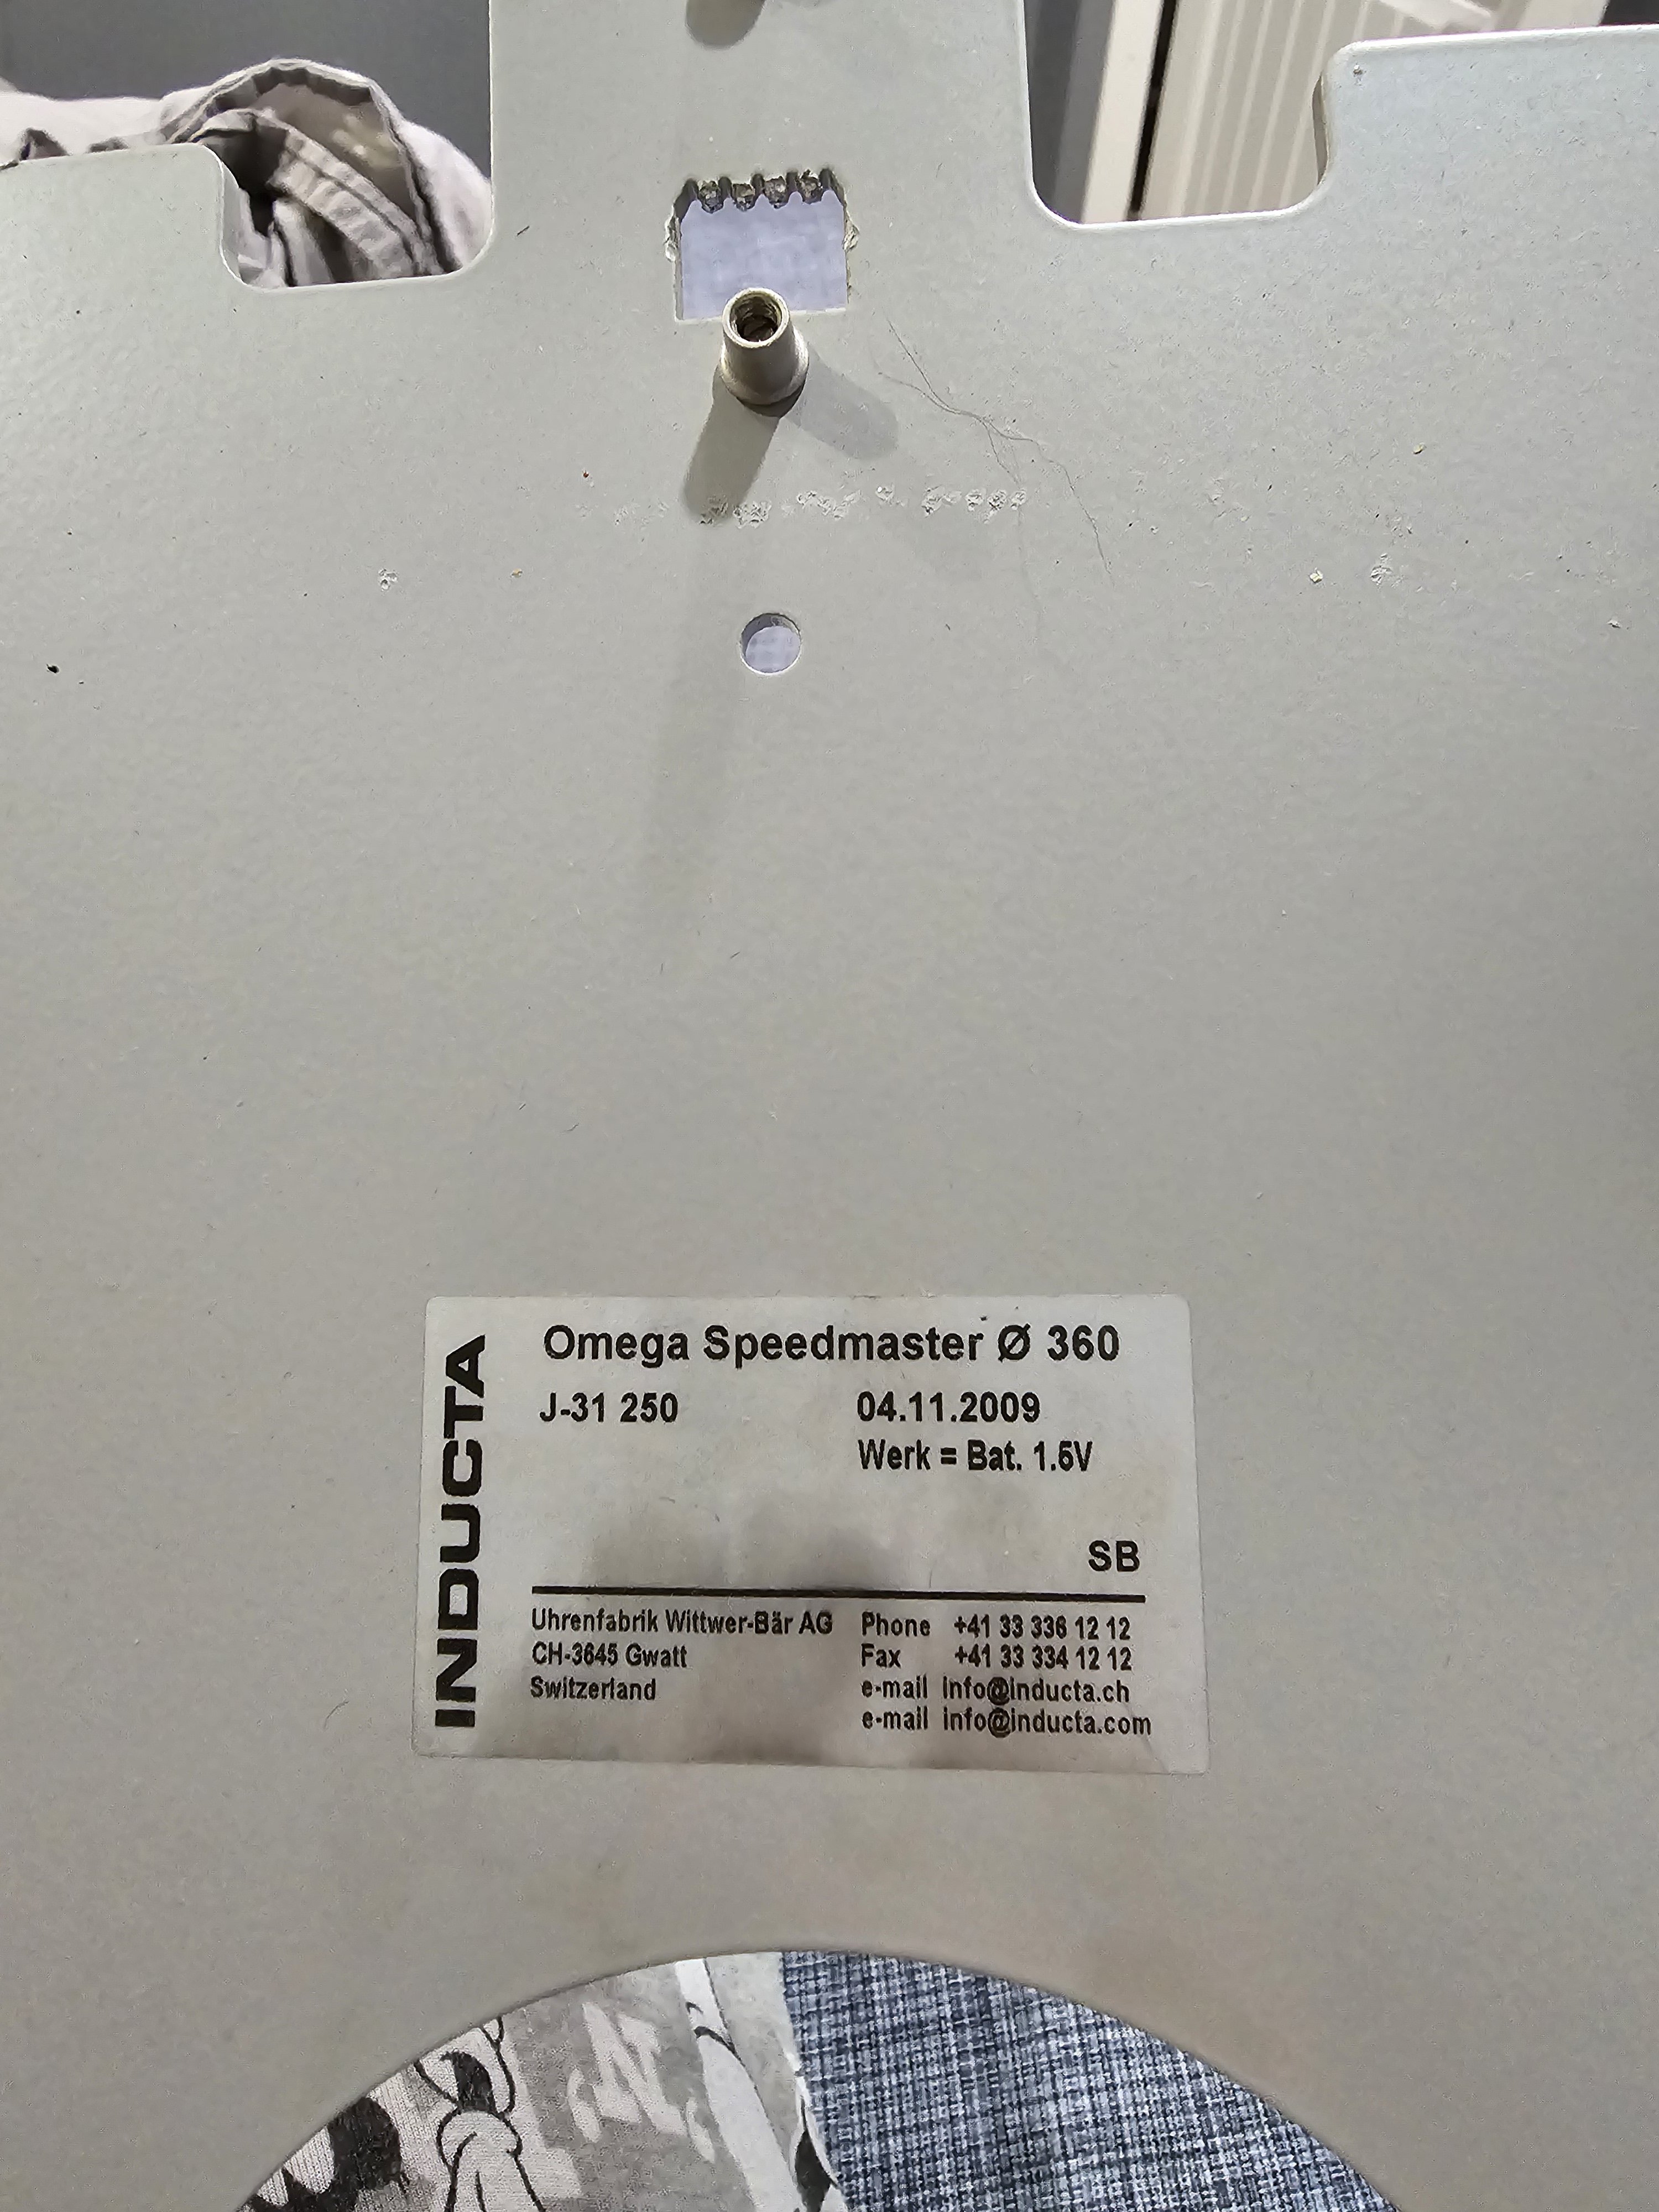 INDUCTA
Omega Speedmaster Ø 360
J-31 250 04.11.2009
Werk = Bat. 1.5V
SB
Uhrenfabrik Wittwer-Bär AG Phone +41 33 336 12 12
CH-3645 Gwatt Fax +41 33 334 12 12
Switzerland e-mail info@inducta.ch
e-mail info@inducta.com